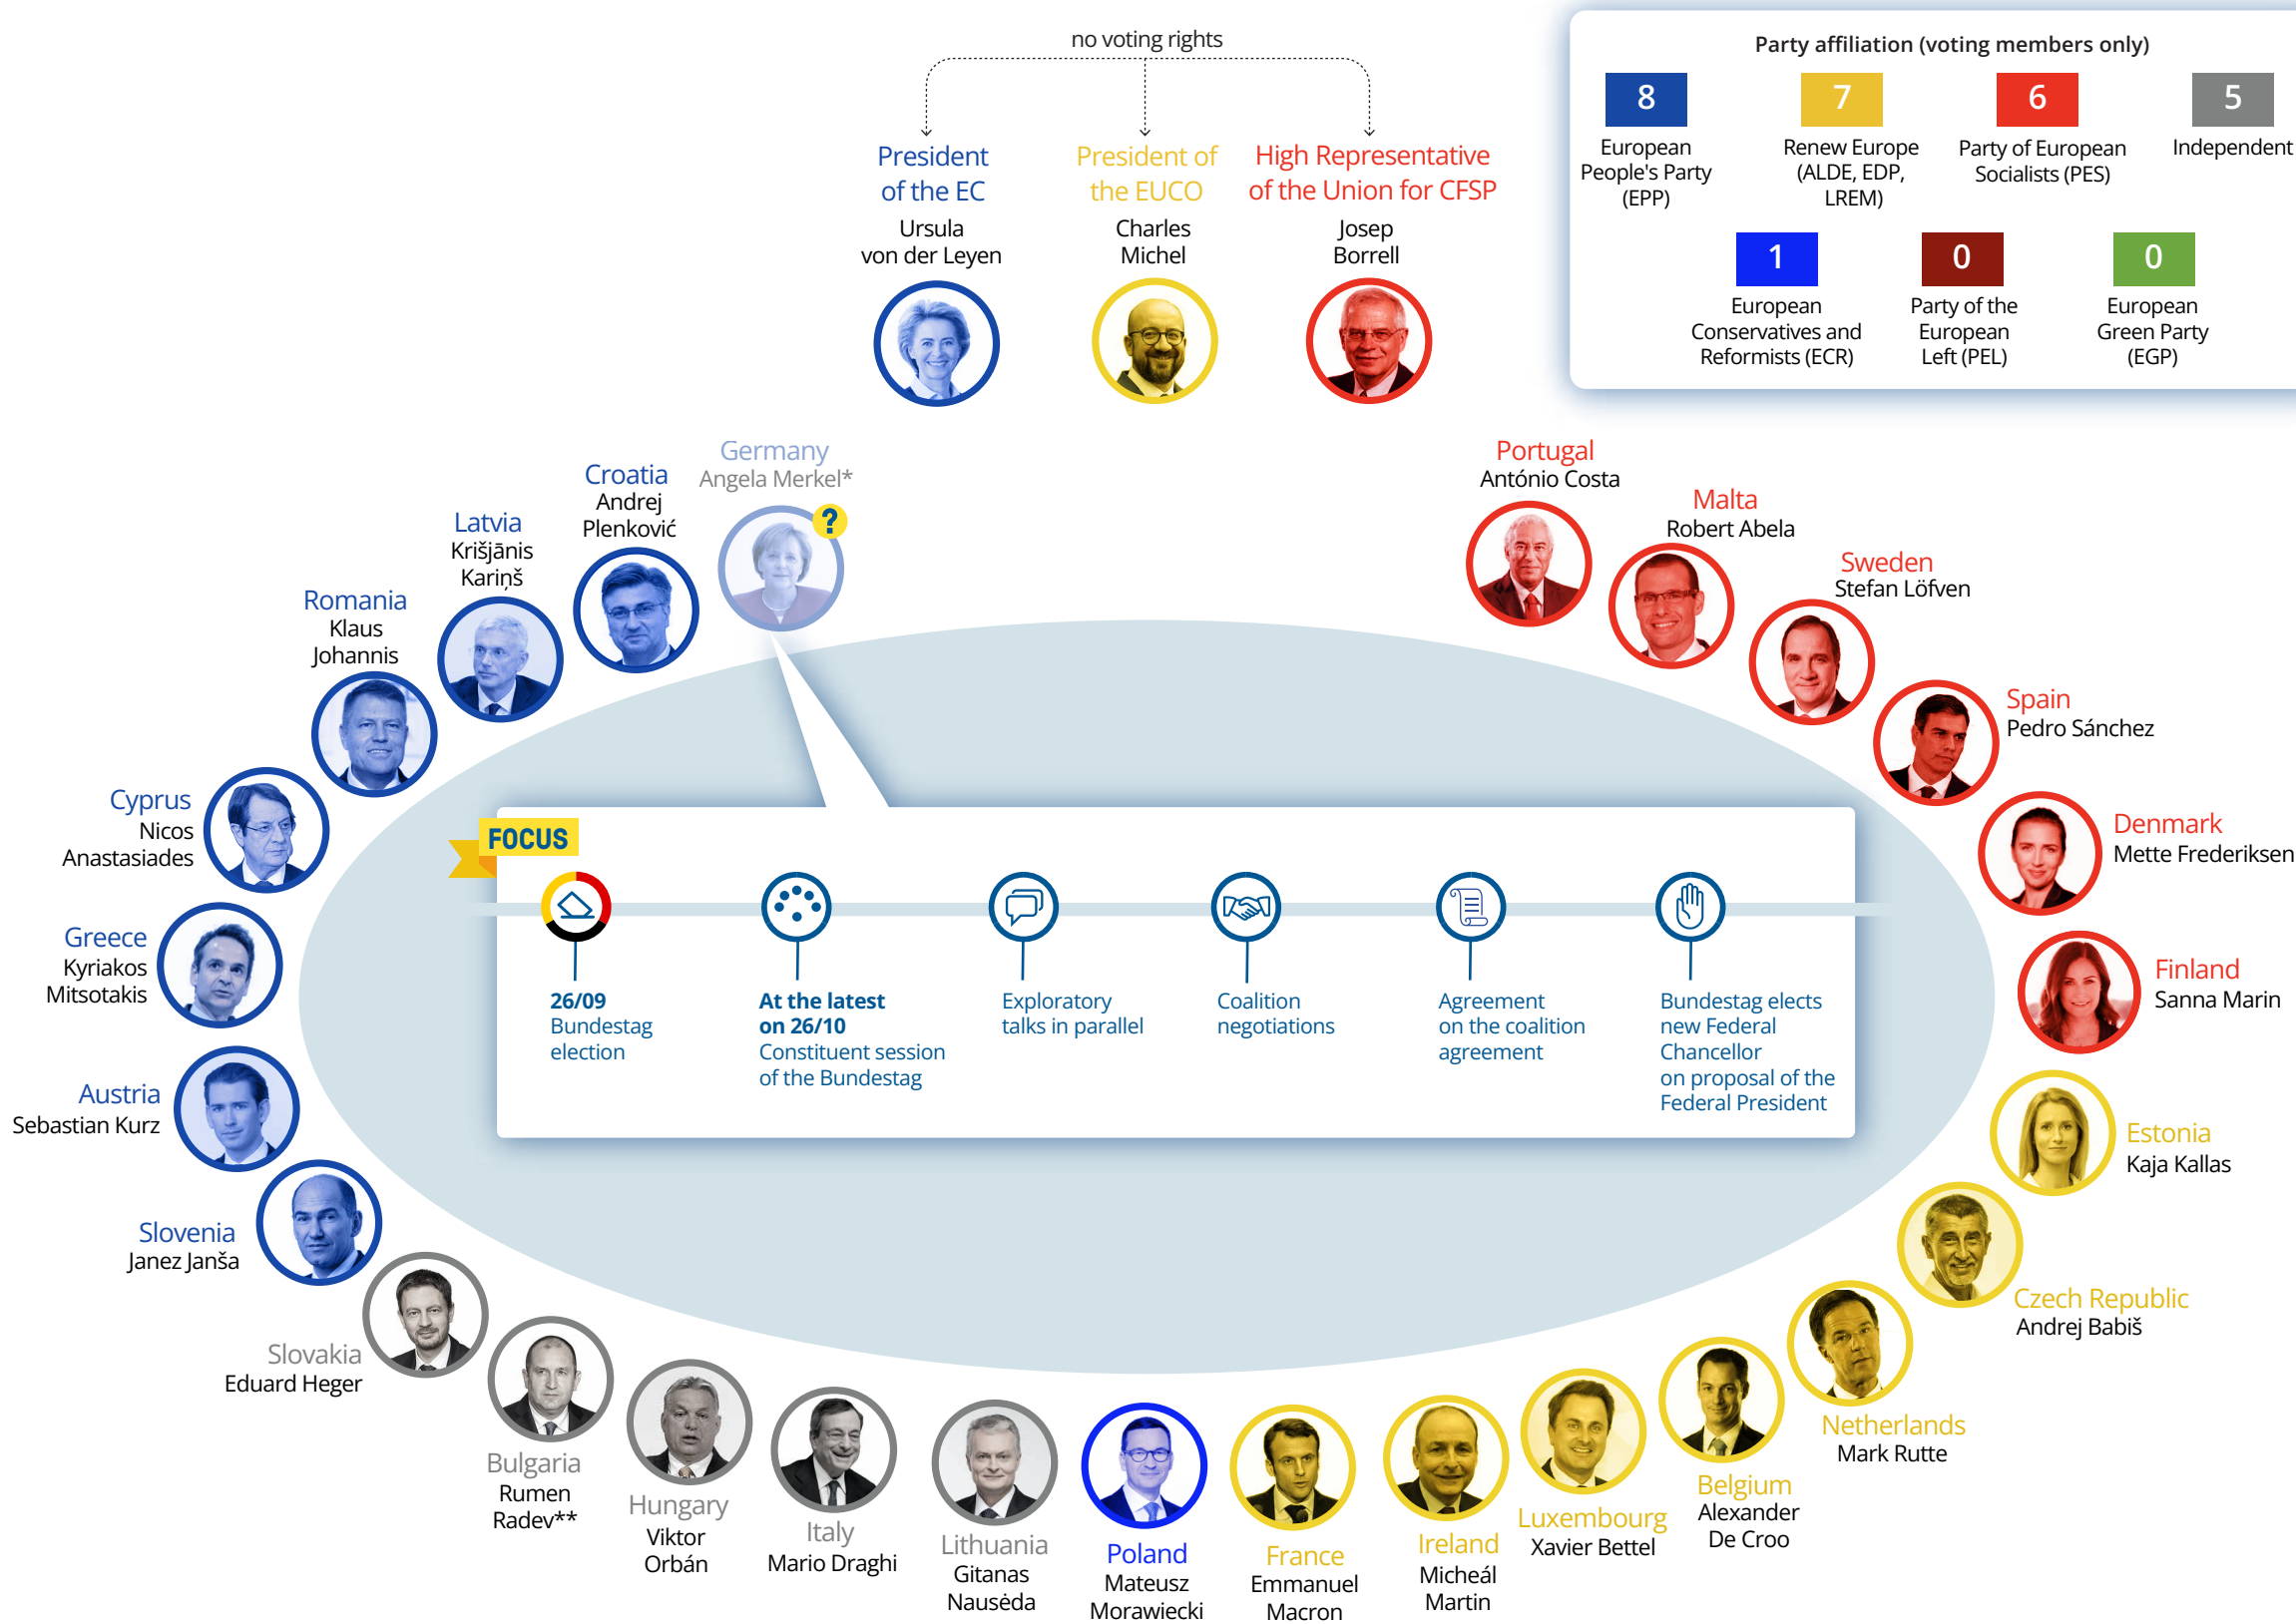 no voting rights
President
of the EC
Ursula
von der Leyen
President of
the EUCO
Charles
Michel
High Representative
of the Union for CFSP
Josep
Borrell
Party affiliation (voting members only)
8
European
People's Party
(EPP)
7
Renew Europe
(ALDE, EDP,
LREM)
6
Party of European
Socialists (PES)
5
Independent
1
European
Conservatives and
Reformists (ECR)
0
Party of the
European
Left (PEL)
0
European
Green Party
(EGP)
Germany
Angela Merkel*
?
Croatia
Andrej
Plenković
Latvia
Krišjānis
Kariņš
Romania
Klaus
Johannis
Cyprus
Nicos
Anastasiades
Greece
Kyriakos
Mitsotakis
Austria
Sebastian Kurz
Slovenia
Janez Janša
Slovakia
Eduard Heger
Bulgaria
Rumen
Radev**
Hungary
Viktor
Orbán
Italy
Mario Draghi
Lithuania
Gitanas
Nausėda
Poland
Mateusz
Morawiecki
France
Emmanuel
Macron
Ireland
Micheál
Martin
Luxembourg
Xavier Bettel
Belgium
Alexander
De Croo
Netherlands
Mark Rutte
Czech Republic
Andrej Babiš
Estonia
Kaja Kallas
Finland
Sanna Marin
Denmark
Mette Frederiksen
Spain
Pedro Sánchez
Sweden
Stefan Löfven
Malta
Robert Abela
Portugal
António Costa
FOCUS
26/09
Bundestag
election
At the latest
on 26/10
Constituent session
of the Bundestag
Exploratory
talks in parallel
Coalition
negotiations
Agreement
on the coalition
agreement
Bundestag elects
new Federal
Chancellor
on proposal of the
Federal President